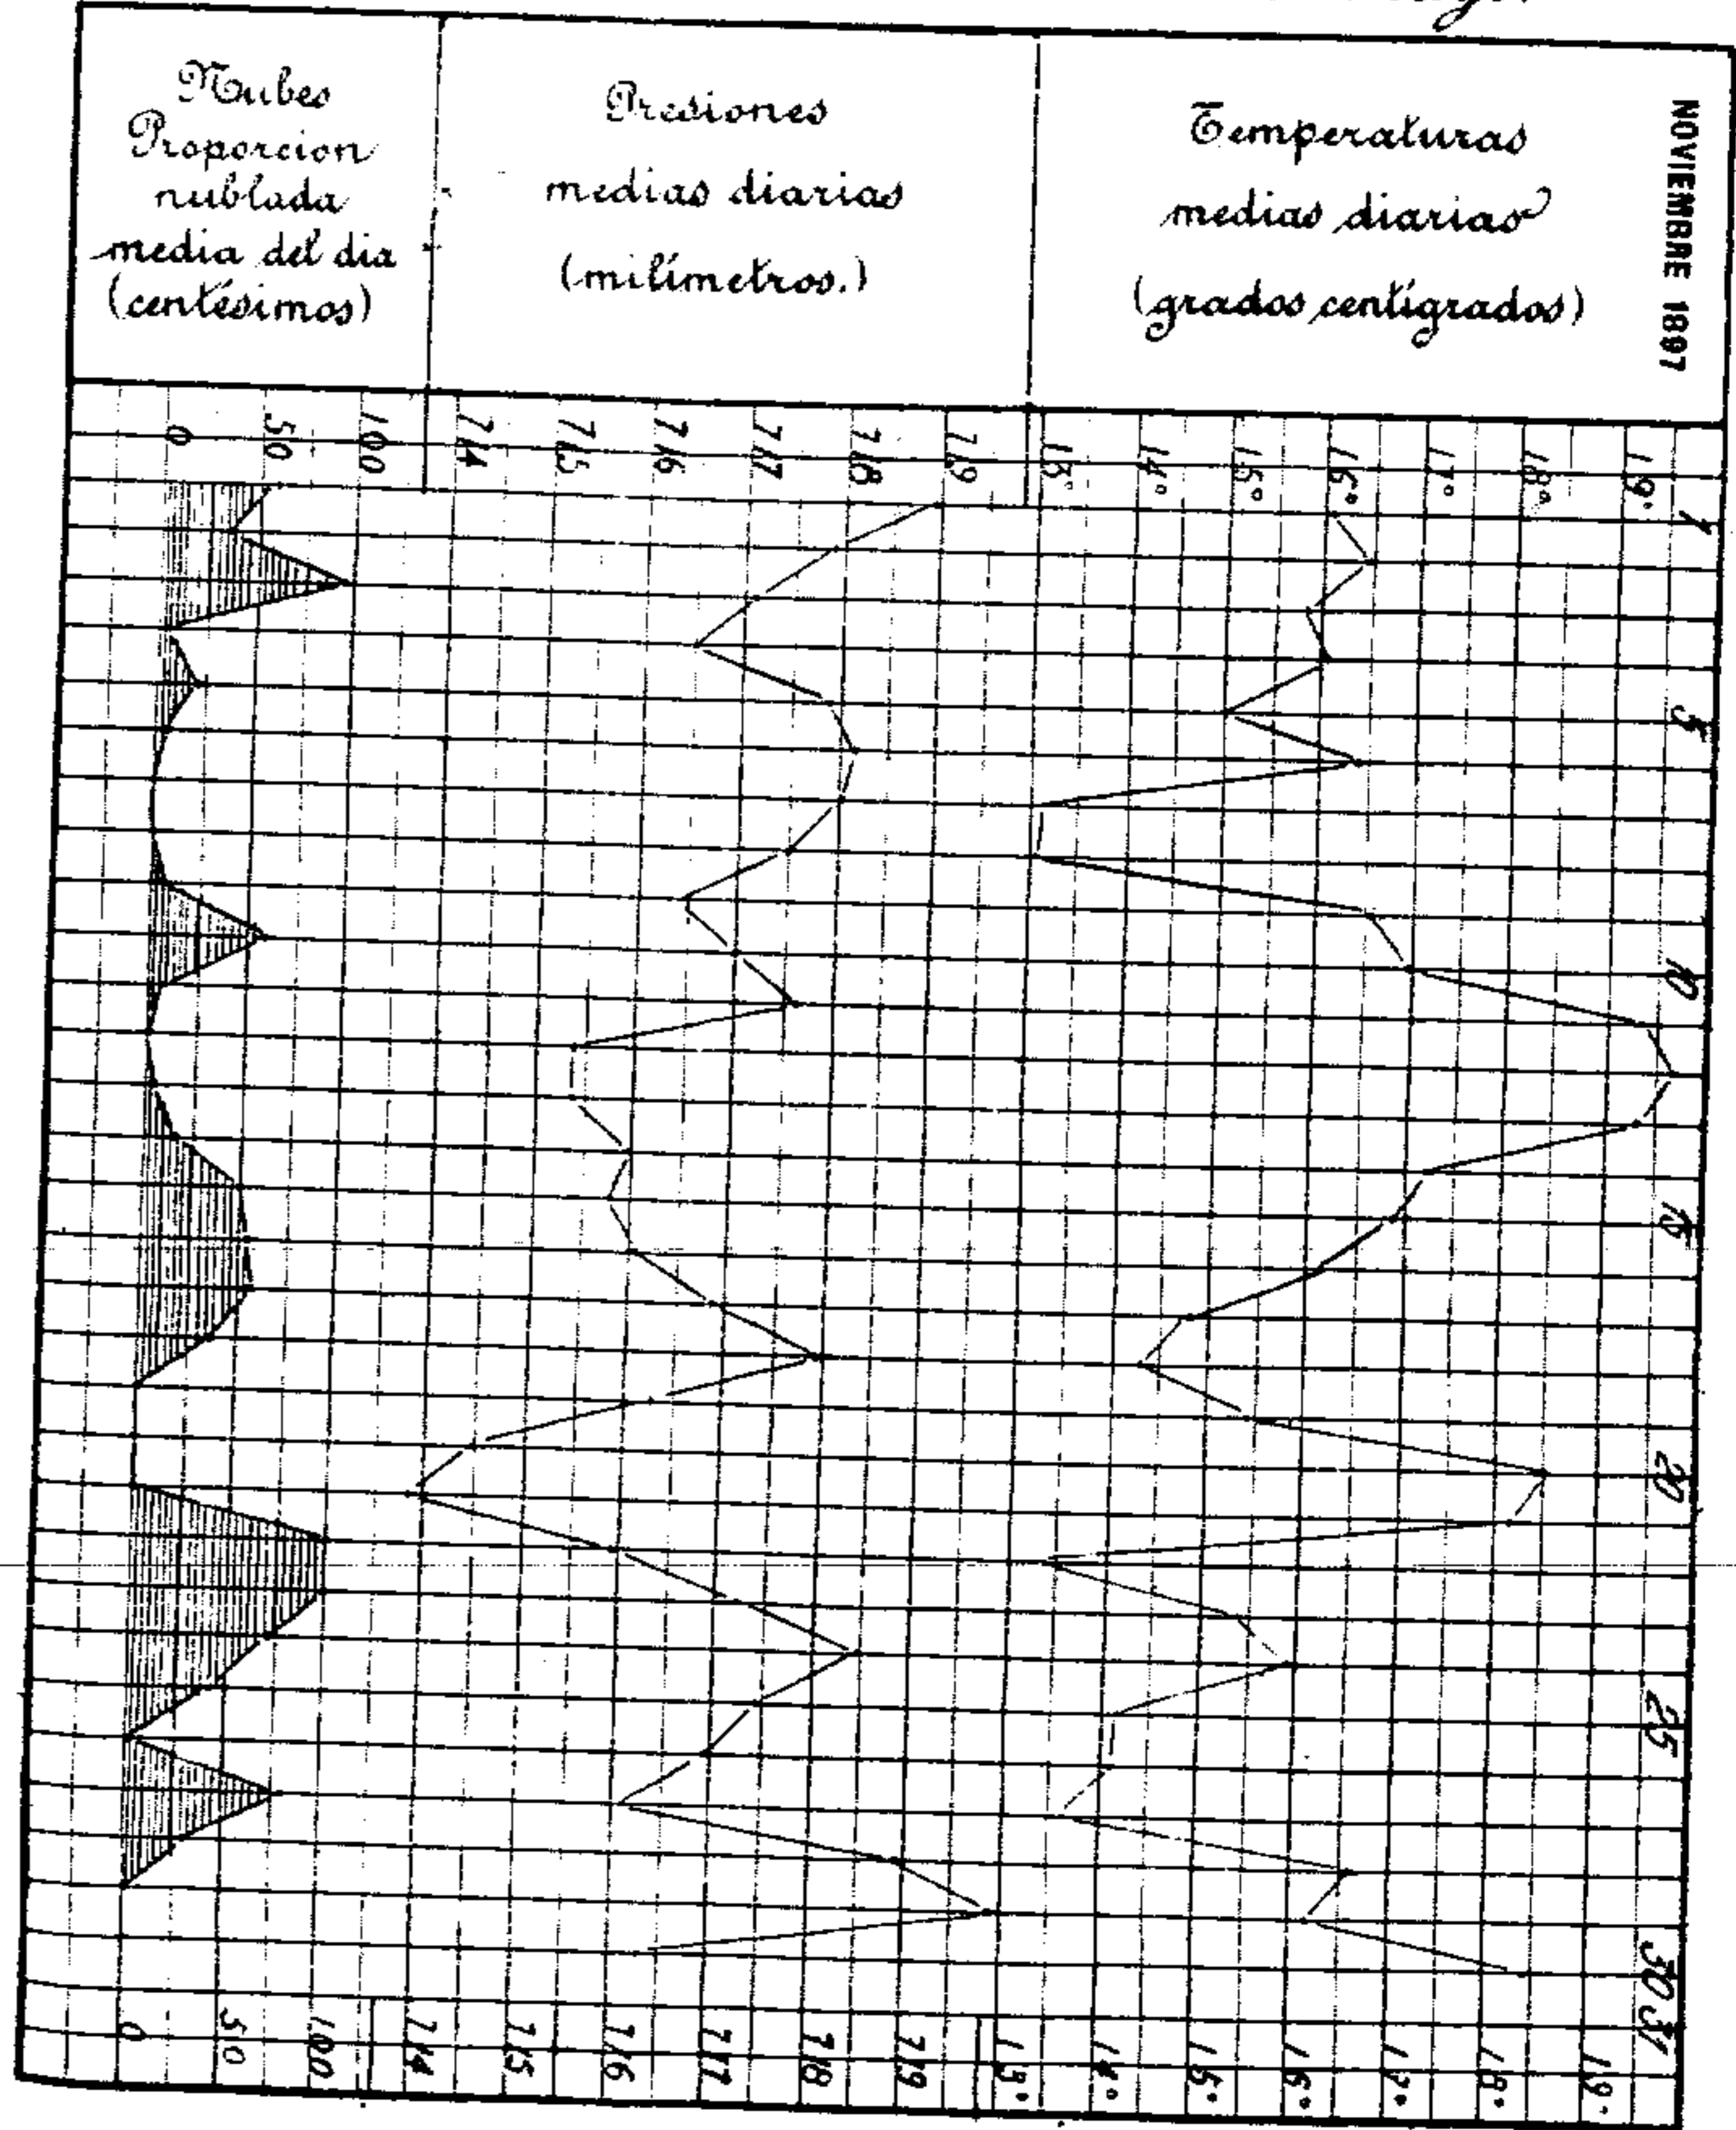 Nubes
Proporcion
nublada
media del dia
(centésimos)
Presiones
medias diarias
(milímetros.)
Temperaturas
medias diarias
(grados centígrados)
NOVIEMBRE 1897
0 50 100 714 715 716 717 718 719 13° 14° 15° 16° 17° 18° 19°
1
5
10
15
20
25
30 31
0 50 100 714 715 716 717 718 719 13° 14° 15° 16° 17° 18° 19°